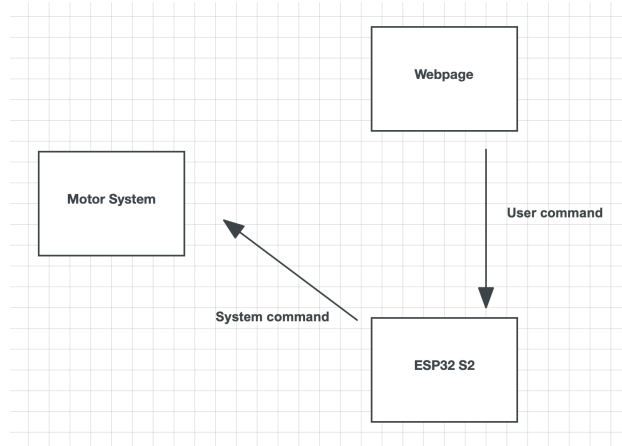 Webpage
Motor System
User command
System command
ESP32 S2